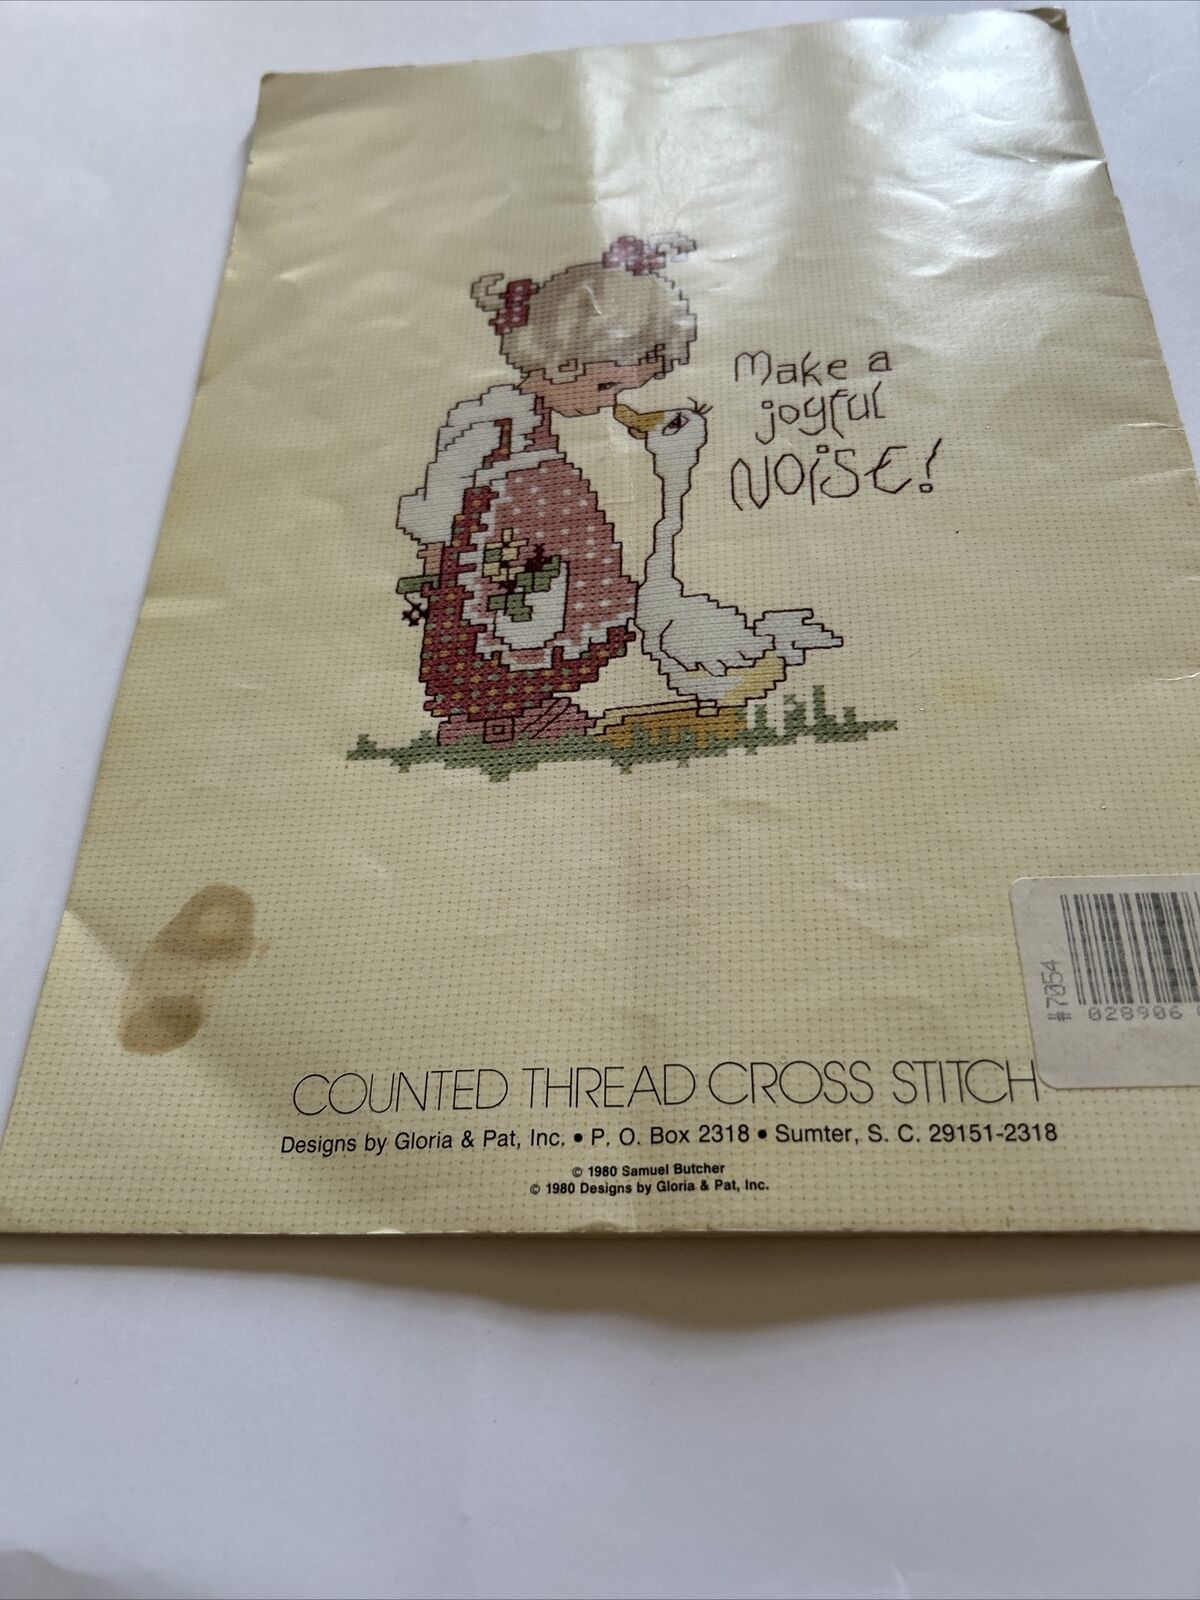 Make a
joyful
NOISE!
#7054
028906
COUNTED THREAD CROSS STITCH
Designs by Gloria & Pat, Inc. • P. O. Box 2318 • Sumter, S. C. 29151-2318
© 1980 Samuel Butcher
© 1980 Designs by Gloria & Pat, Inc.